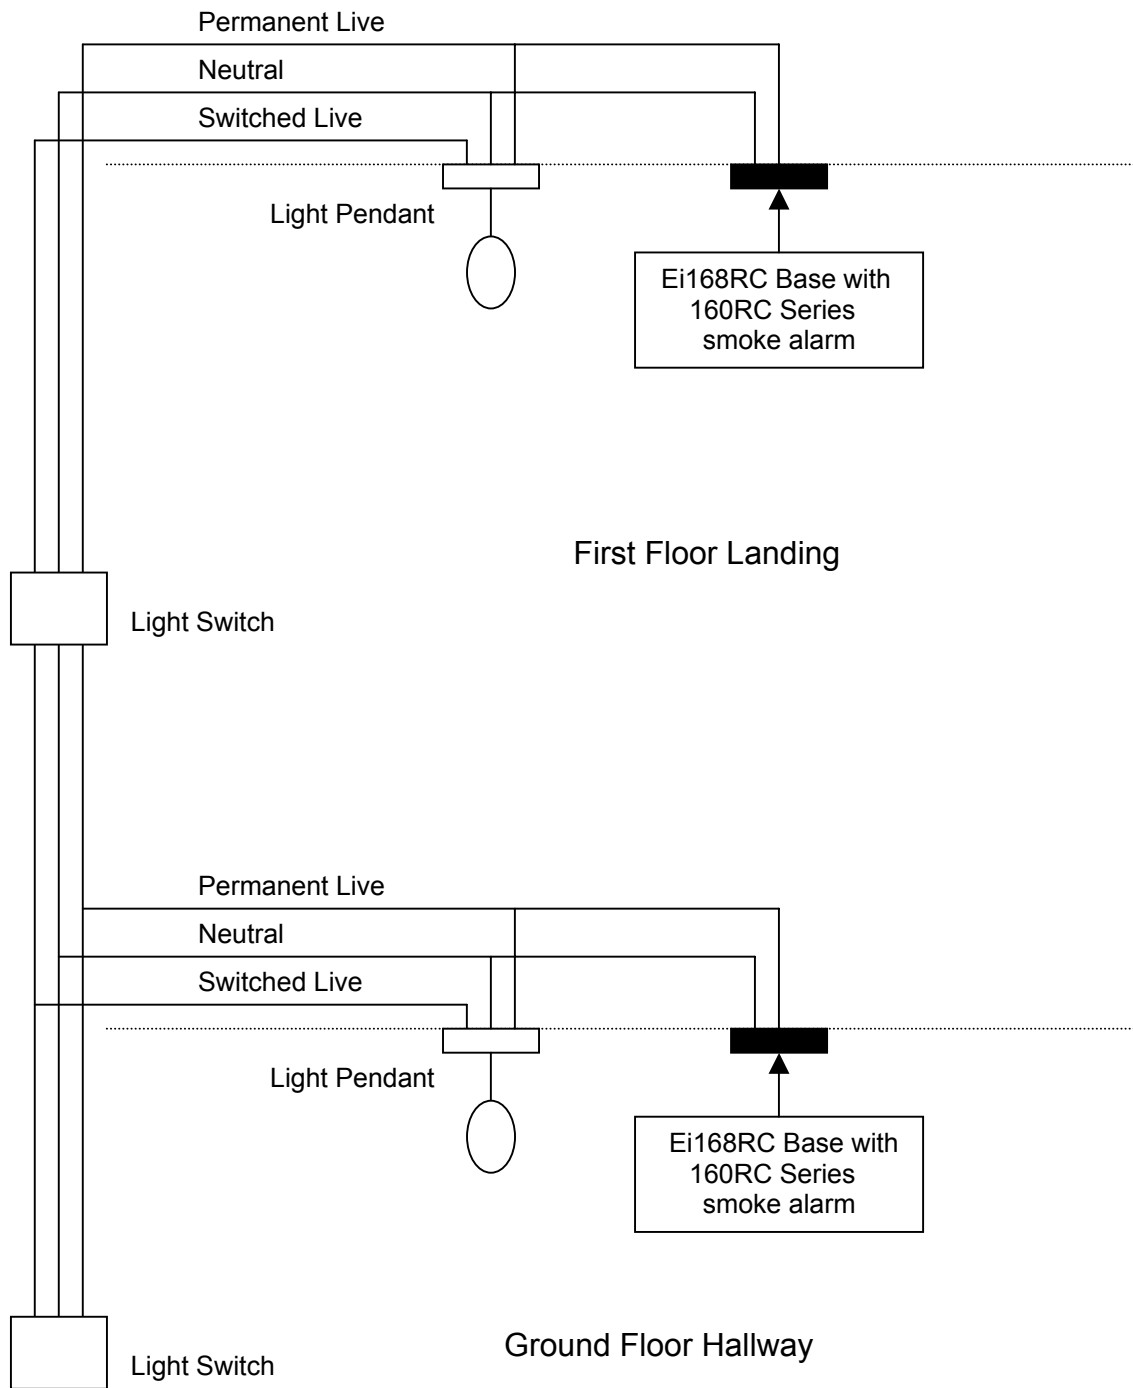 Permanent Live
Neutral
Switched Live
Light Pendant
Ei168RC Base with
160RC Series
smoke alarm
First Floor Landing
Light Switch
Permanent Live
Neutral
Switched Live
Light Pendant
Ei168RC Base with
160RC Series
smoke alarm
Ground Floor Hallway
Light Switch